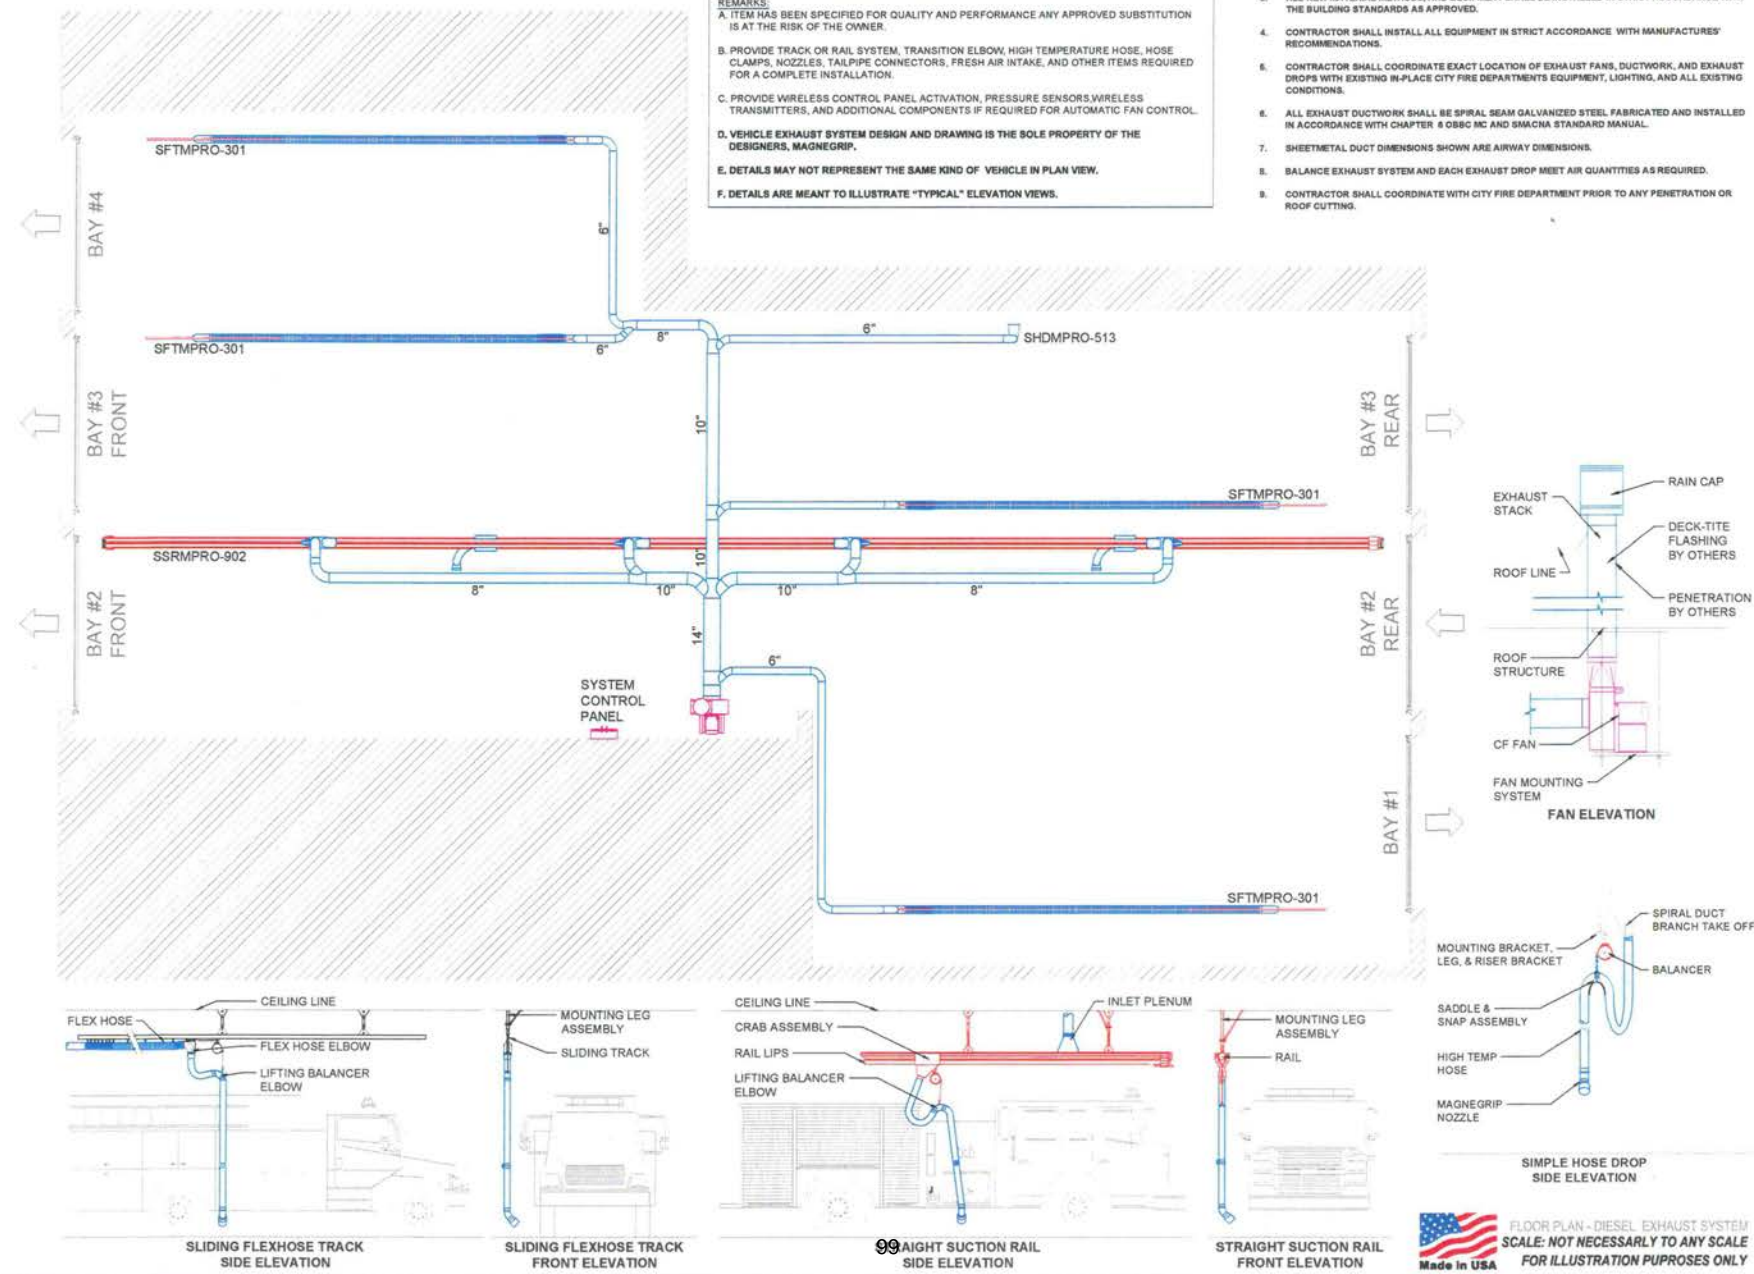 REMARKS:
A. ITEM HAS BEEN SPECIFIED FOR QUALITY AND PERFORMANCE ANY APPROVED SUBSTITUTION
IS AT THE RISK OF THE OWNER.
B. PROVIDE TRACK OR RAIL SYSTEM, TRANSITION ELBOW, HIGH TEMPERATURE HOSE, HOSE
CLAMPS, NOZZLES, TAILPIPE CONNECTORS, FRESH AIR INTAKE, AND OTHER ITEMS REQUIRED
FOR A COMPLETE INSTALLATION.
C. PROVIDE WIRELESS CONTROL PANEL ACTIVATION, PRESSURE SENSORS,WIRELESS
TRANSMITTERS, AND ADDITIONAL COMPONENTS IF REQUIRED FOR AUTOMATIC FAN CONTROL.
D. VEHICLE EXHAUST SYSTEM DESIGN AND DRAWING IS THE SOLE PROPERTY OF THE
DESIGNERS, MAGNEGRIP.
E. DETAILS MAY NOT REPRESENT THE SAME KIND OF VEHICLE IN PLAN VIEW.
F. DETAILS ARE MEANT TO ILLUSTRATE "TYPICAL" ELEVATION VIEWS.
THE BUILDING STANDARDS AS APPROVED.
4. CONTRACTOR SHALL INSTALL ALL EQUIPMENT IN STRICT ACCORDANCE WITH MANUFACTURES'
RECOMMENDATIONS.
5. CONTRACTOR SHALL COORDINATE EXACT LOCATION OF EXHAUST FANS, DUCTWORK, AND EXHAUST
DROPS WITH EXISTING IN-PLACE CITY FIRE DEPARTMENTS EQUIPMENT, LIGHTING, AND ALL EXISTING
CONDITIONS.
6. ALL EXHAUST DUCTWORK SHALL BE SPIRAL SEAM GALVANIZED STEEL FABRICATED AND INSTALLED
IN ACCORDANCE WITH CHAPTER 6 OBBC MC AND SMACNA STANDARD MANUAL.
7. SHEETMETAL DUCT DIMENSIONS SHOWN ARE AIRWAY DIMENSIONS.
8. BALANCE EXHAUST SYSTEM AND EACH EXHAUST DROP MEET AIR QUANTITIES AS REQUIRED.
9. CONTRACTOR SHALL COORDINATE WITH CITY FIRE DEPARTMENT PRIOR TO ANY PENETRATION OR
ROOF CUTTING.
SFTMPRO-301
BAY #4
6"
SFTMPRO-301
6"
8"
6"
SHDMPRO-513
BAY #3
FRONT
10"
BAY #3
REAR
SFTMPRO-301
SSRMPRO-902
10"
8"
10"
10"
8"
BAY #2
FRONT
14"
BAY #2
REAR
6"
SYSTEM
CONTROL
PANEL
BAY #1
SFTMPRO-301
RAIN CAP
EXHAUST
STACK
DECK-TITE
FLASHING
BY OTHERS
ROOF LINE
PENETRATION
BY OTHERS
ROOF
STRUCTURE
CF FAN
FAN MOUNTING
SYSTEM
FAN ELEVATION
SPIRAL DUCT
BRANCH TAKE OFF
MOUNTING BRACKET,
LEG, & RISER BRACKET
BALANCER
SADDLE &
SNAP ASSEMBLY
HIGH TEMP
HOSE
MAGNEGRIP
NOZZLE
SIMPLE HOSE DROP
SIDE ELEVATION
CEILING LINE
FLEX HOSE
FLEX HOSE ELBOW
LIFTING BALANCER
ELBOW
SLIDING FLEXHOSE TRACK
SIDE ELEVATION
MOUNTING LEG
ASSEMBLY
SLIDING TRACK
SLIDING FLEXHOSE TRACK
FRONT ELEVATION
CEILING LINE
INLET PLENUM
CRAB ASSEMBLY
RAIL LIPS
LIFTING BALANCER
ELBOW
99
RAIGHT SUCTION RAIL
SIDE ELEVATION
MOUNTING LEG
ASSEMBLY
RAIL
STRAIGHT SUCTION RAIL
FRONT ELEVATION
Made in USA
FLOOR PLAN - DIESEL EXHAUST SYSTEM
SCALE: NOT NECESSARLY TO ANY SCALE
FOR ILLUSTRATION PUPROSES ONLY